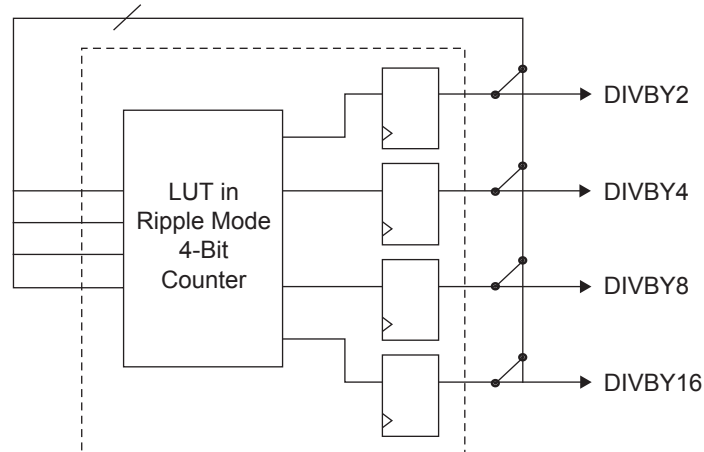 DIVBY2
LUT in
Ripple Mode
4-Bit
Counter
DIVBY4
DIVBY8
DIVBY16